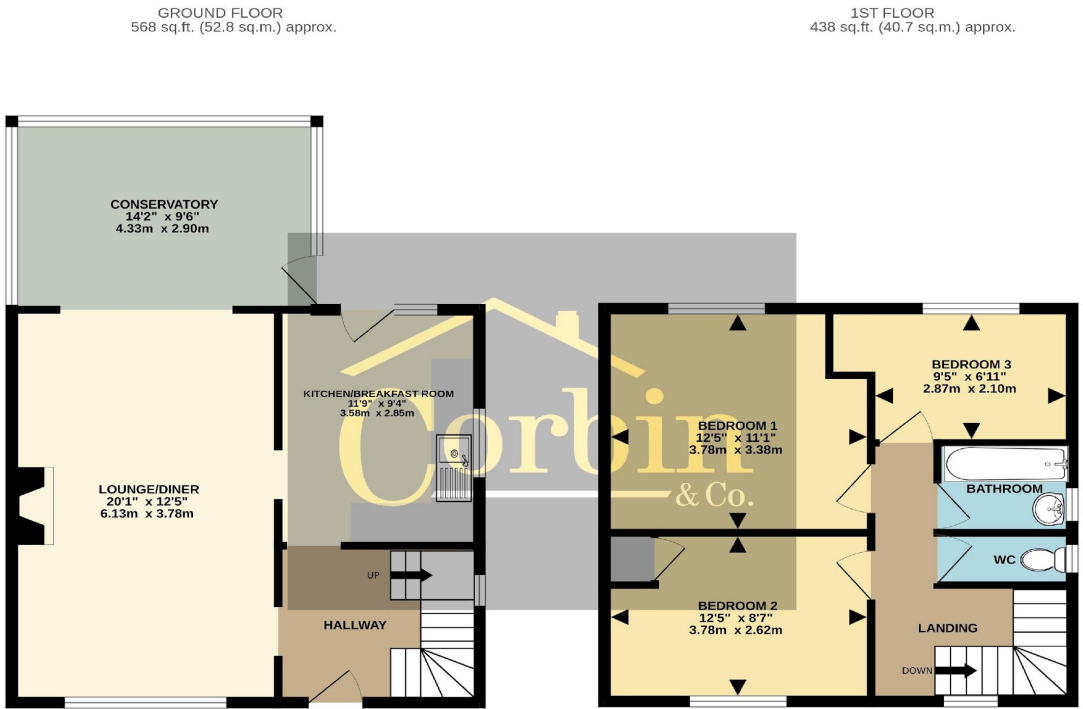 GROUND FLOOR
568 sq.ft. (52.8 sq.m.) approx.
1ST FLOOR
438 sq.ft. (40.7 sq.m.) approx.
CONSERVATORY
14'2" x 9'6"
4.33m x 2.90m
KITCHEN/BREAKFAST ROOM
11'9" x 9'4"
3.58m x 2.85m
LOUNGE/DINER
20'1" x 12'5"
6.13m x 3.78m
UP
HALLWAY
Corbin
& Co.
BEDROOM 3
9'5" x 6'11"
2.87m x 2.10m
BEDROOM 1
12'5" x 11'1"
3.78m x 3.38m
BATHROOM
WC
BEDROOM 2
12'5" x 8'7"
3.78m x 2.62m
LANDING
DOWN